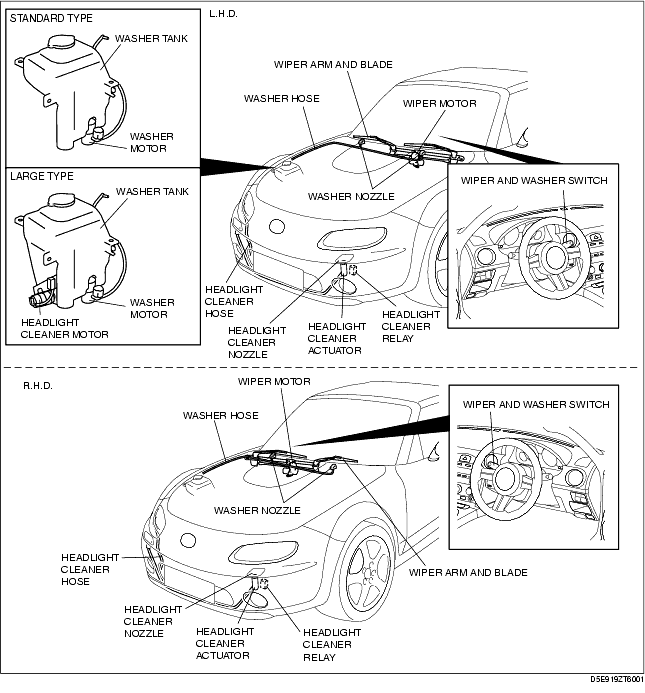 STANDARD TYPE
WASHER TANK
WASHER
MOTOR
LARGE TYPE
WASHER TANK
WASHER
MOTOR
HEADLIGHT
CLEANER MOTOR
L.H.D.
WIPER ARM AND BLADE
WASHER HOSE
WIPER MOTOR
WASHER NOZZLE
WIPER AND WASHER SWITCH
HEADLIGHT
CLEANER
HOSE
HEADLIGHT
CLEANER
NOZZLE
HEADLIGHT
CLEANER
ACTUATOR
HEADLIGHT
CLEANER
RELAY
R.H.D.
WIPER MOTOR
WASHER HOSE
WIPER AND WASHER SWITCH
WASHER NOZZLE
HEADLIGHT
CLEANER
HOSE
WIPER ARM AND BLADE
HEADLIGHT
CLEANER
NOZZLE
HEADLIGHT
CLEANER
ACTUATOR
HEADLIGHT
CLEANER
RELAY
D5E919ZT6001